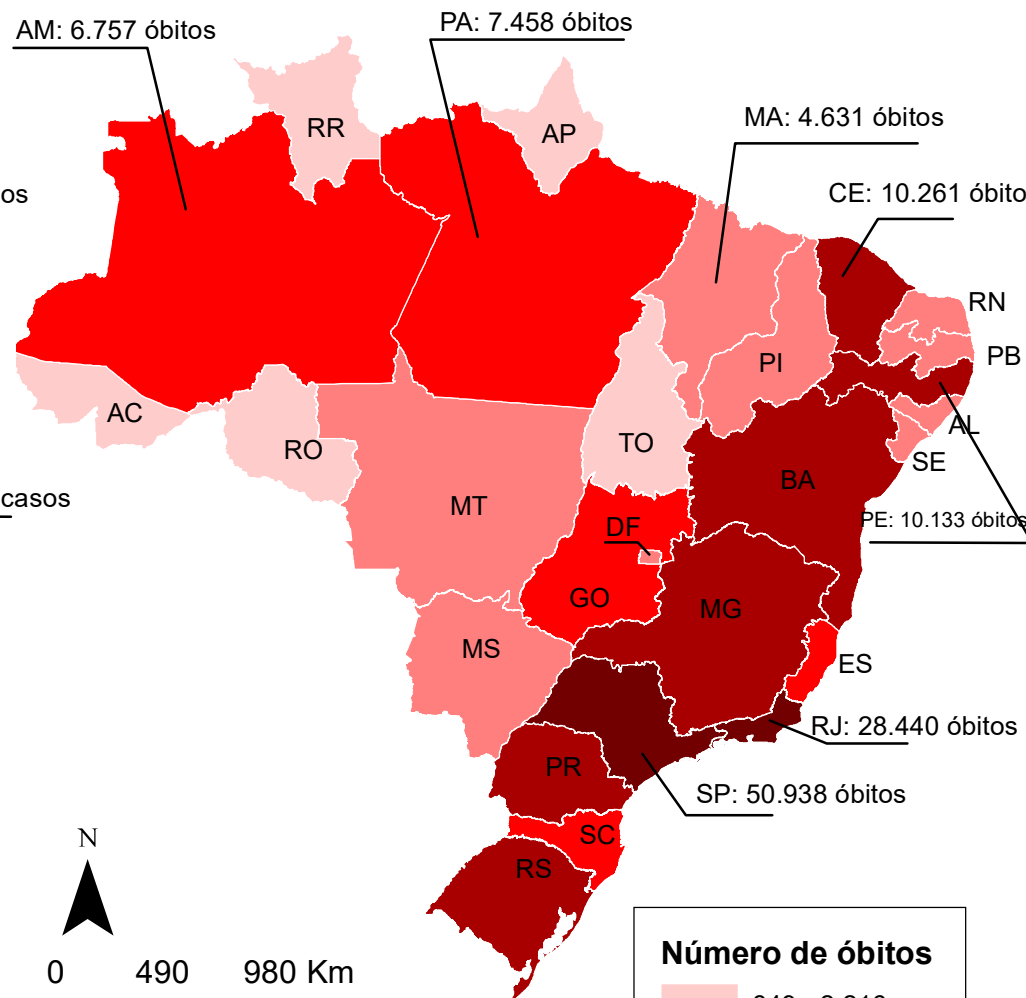 AM: 6.757 óbitos
PA: 7.458 óbitos
RR
AP
MA: 4.631 óbitos
os
CE: 10.261 óbito
RN
PB
PI
AC
TO
AL
RO
SE
BA
casos
MT
PE: 10.133 óbitos
DF
GO
MG
MS
ES
RJ: 28.440 óbitos
PR
SP: 50.938 óbitos
N
SC
RS
Número de óbitos
0 490 980 Km